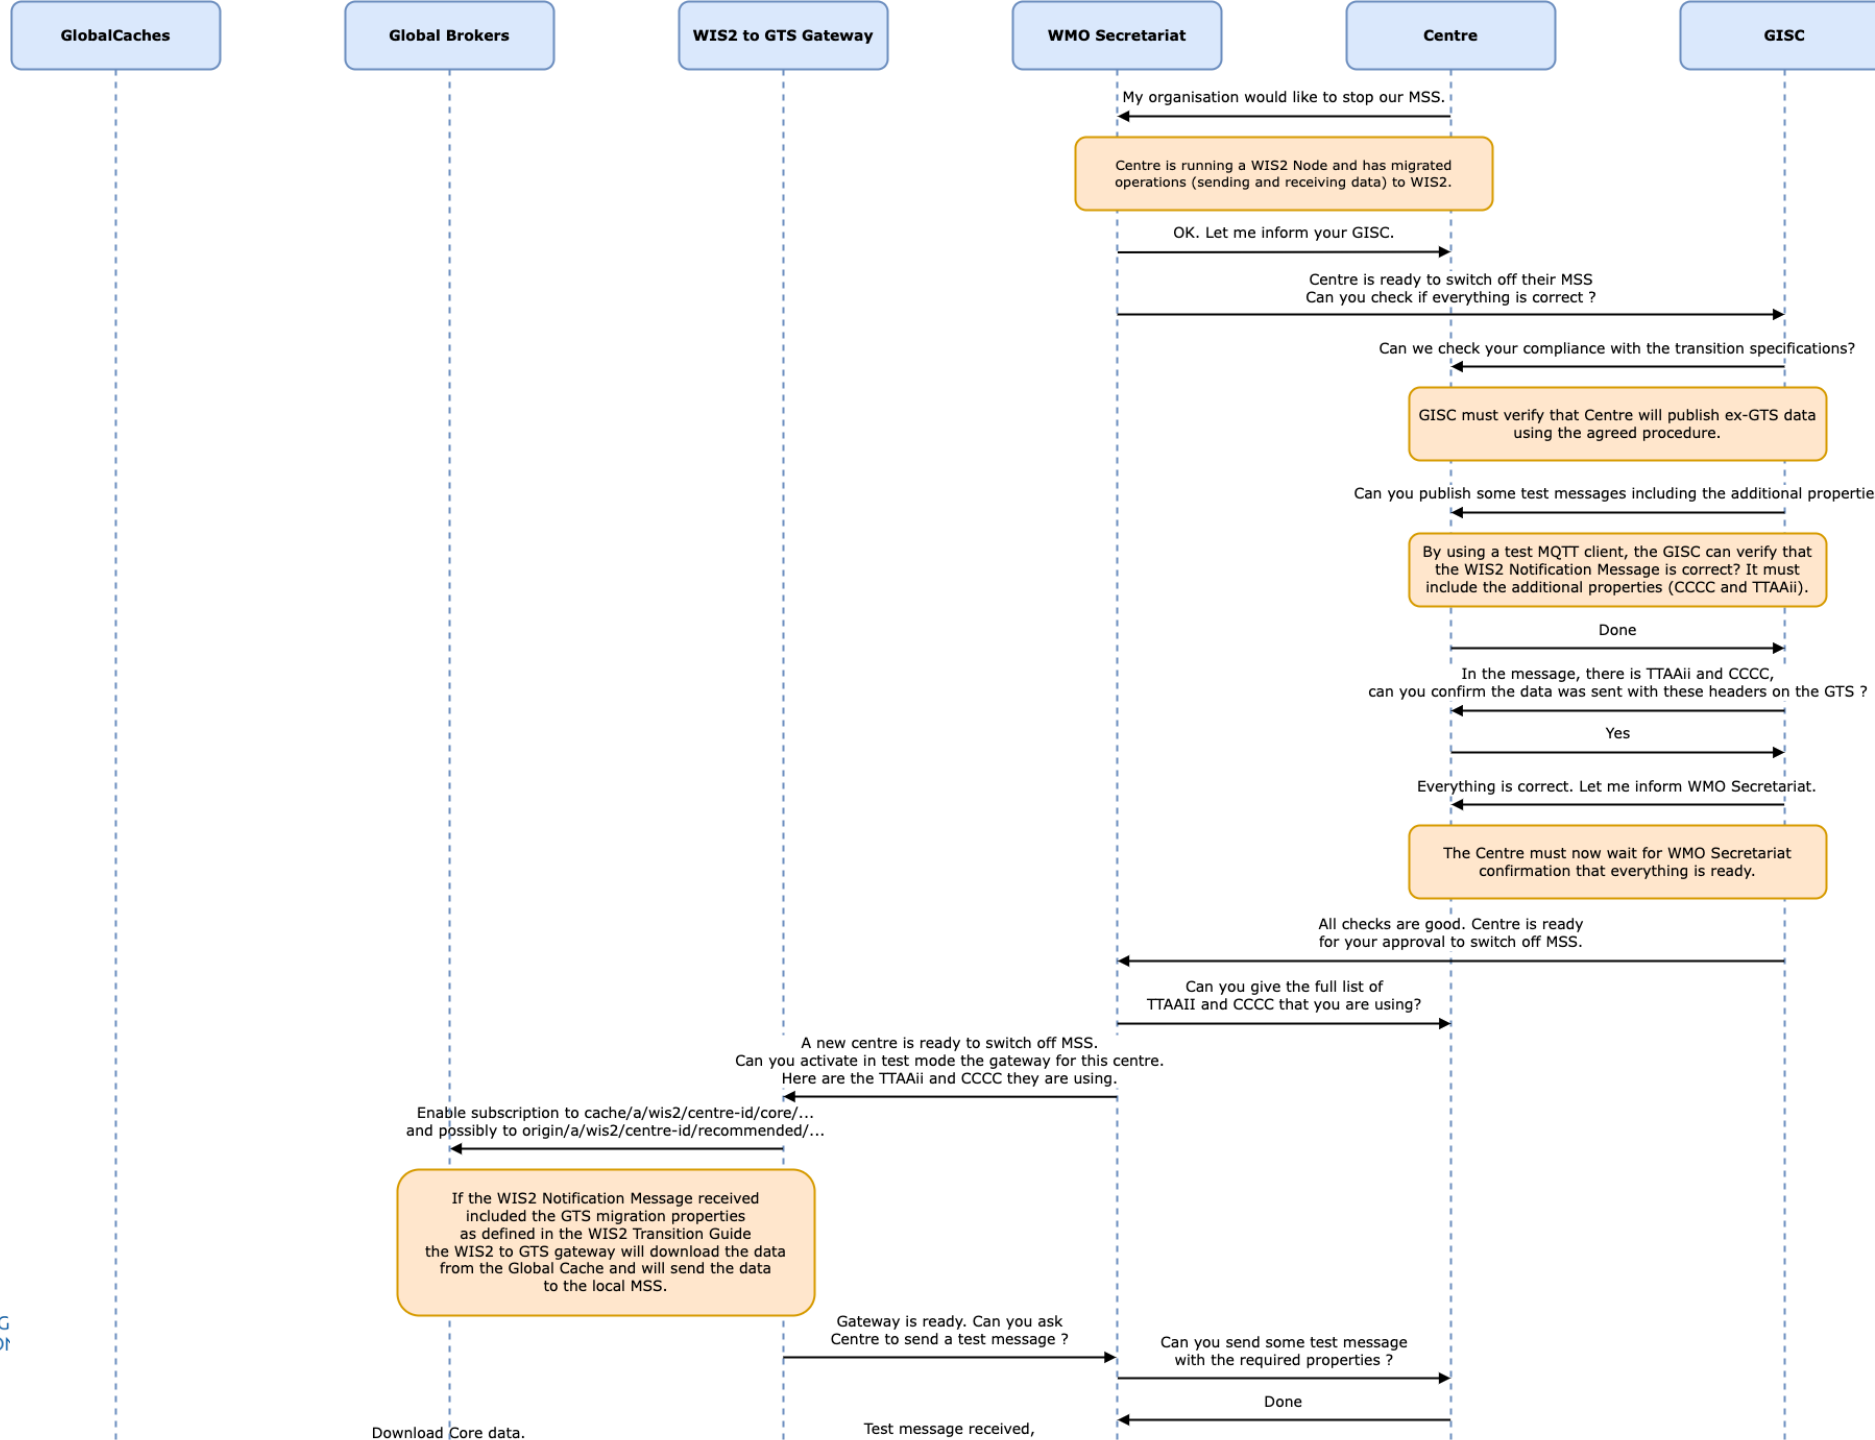 GlobalCaches
Global Brokers
WIS2 to GTS Gateway
WMO Secretariat
Centre
GISC
My organisation would like to stop our MSS.
Centre is running a WIS2 Node and has migrated
operations (sending and receiving data) to WIS2.
OK. Let me inform your GISC.
Centre is ready to switch off their MSS
Can you check if everything is correct ?
Can we check your compliance with the transition specifications?
GISC must verify that Centre will publish ex-GTS data
using the agreed procedure.
Can you publish some test messages including the additional propertie
By using a test MQTT client, the GISC can verify that
the WIS2 Notification Message is correct? It must
include the additional properties (CCCC and TTAAii).
Done
In the message, there is TTAAii and CCCC,
can you confirm the data was sent with these headers on the GTS ?
Yes
Everything is correct. Let me inform WMO Secretariat.
The Centre must now wait for WMO Secretariat
confirmation that everything is ready.
All checks are good. Centre is ready
for your approval to switch off MSS.
Can you give the full list of
TTAAII and CCCC that you are using?
A new centre is ready to switch off MSS.
Can you activate in test mode the gateway for this centre.
Here are the TTAAii and CCCC they are using.
Enable subscription to cache/a/wis2/centre-id/core/...
and possibly to origin/a/wis2/centre-id/recommended/...
If the WIS2 Notification Message received
included the GTS migration properties
as defined in the WIS2 Transition Guide
the WIS2 to GTS gateway will download the data
from the Global Cache and will send the data
to the local MSS.
Gateway is ready. Can you ask
Centre to send a test message ?
Can you send some test message
with the required properties ?
Done
Download Core data.
Test message received,